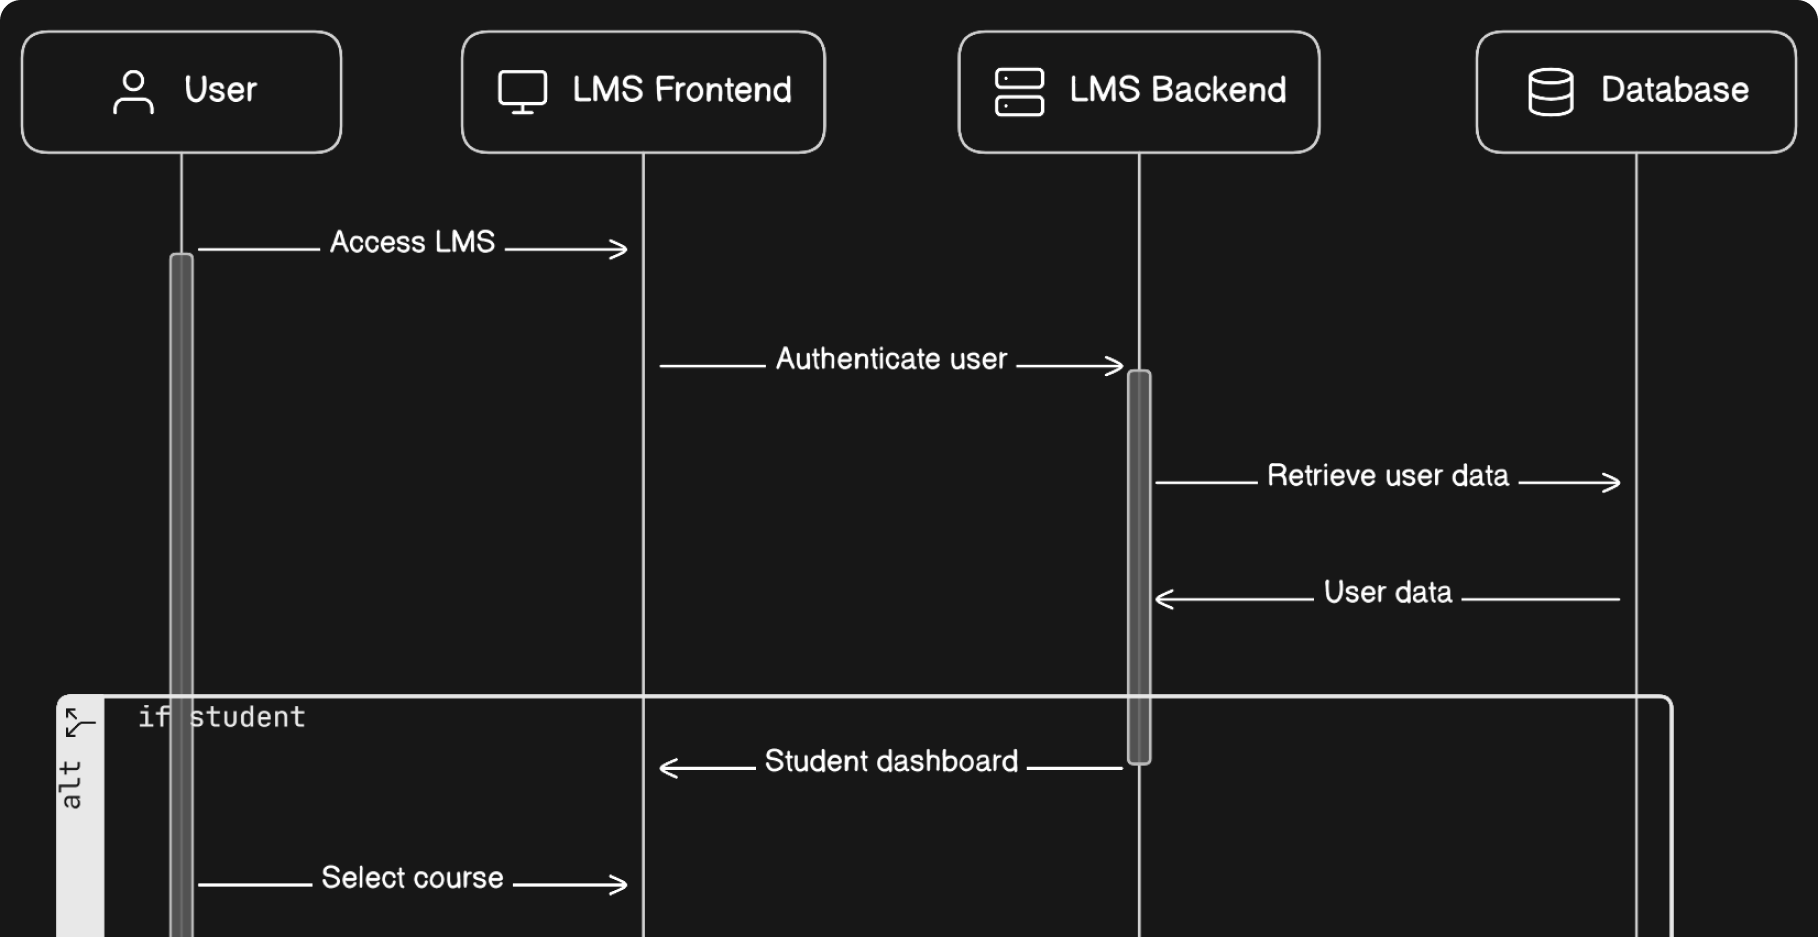 User
LMS Frontend
LMS Backend
Database
Access LMS
Authenticate user
Retrieve user data
User data
alt
if student
Student dashboard
Select course